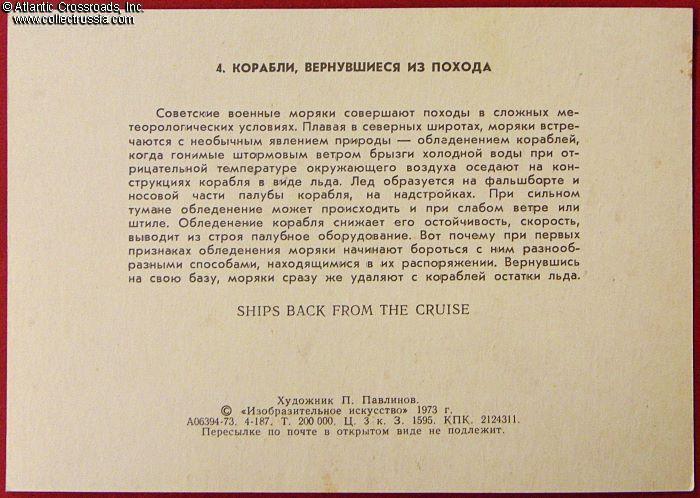 © Atlantic Crossroads, Inc.
www.collectrussia.com
4. КОРАБЛИ, ВЕРНУВШИЕСЯ ИЗ ПОХОДА
Советские военные моряки совершают походы в сложных ме-
теорологических условиях. Плавая в северных широтах, моряки встре-
чаются с необычным явлением природы — обледенением кораблей,
когда гонимые штормовым ветром брызги холодной воды при от-
рицательной температуре окружающего воздуха оседают на кон-
струкциях корабля в виде льда. Лед образуется на фальшборте и
носовой части палубы корабля, на надстройках. При сильном
тумане обледенение может происходить и при слабом ветре или
штиле. Обледенение корабля снижает его остойчивость, скорость,
выводит из строя палубное оборудование. Вот почему при первых
признаках обледенения моряки начинают бороться с ним разнооб-
разными способами, находящимися в их распоряжении. Вернувшись
на свою базу, моряки сразу же удаляют с кораблей остатки льда.
SHIPS BACK FROM THE CRUISE
Художник П. Павлинов.
© «Изобразительное искусство» 1973 г.
А06394-73. 4-187. Т. 200 000. Ц. 3 к. З. 1595. КПК. 2124311.
Пересылке по почте в открытом виде не подлежит.